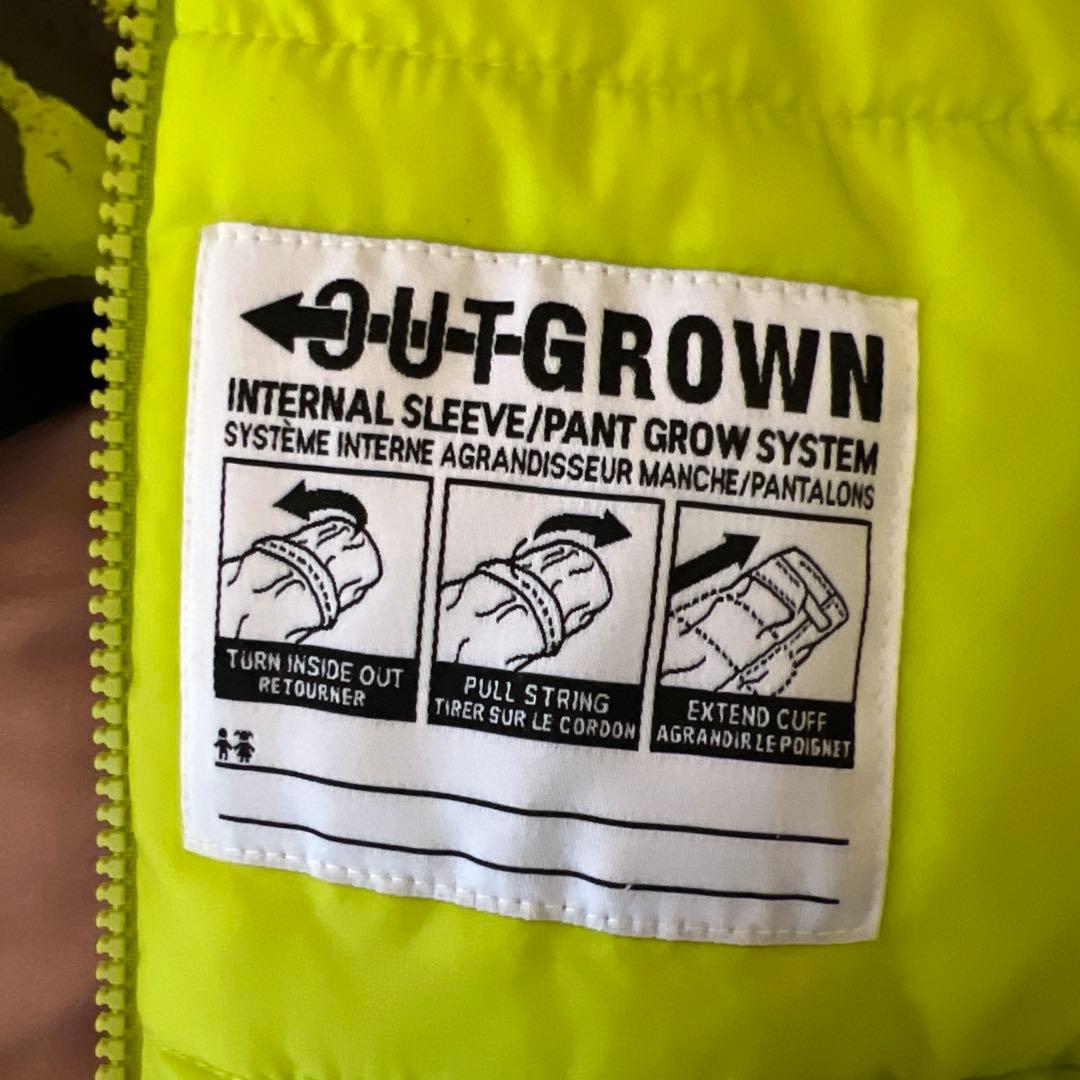 OUTGROWN
INTERNAL SLEEVE/PANT GROW SYSTEM
SYSTÈME INTERNE AGRANDISSEUR MANCHE/PANTALONS
TURN INSIDE OUT
RETOURNER
PULL STRING
TIRER SUR LE CORDON
EXTEND CUFF
AGRANDIR LE POIGNET